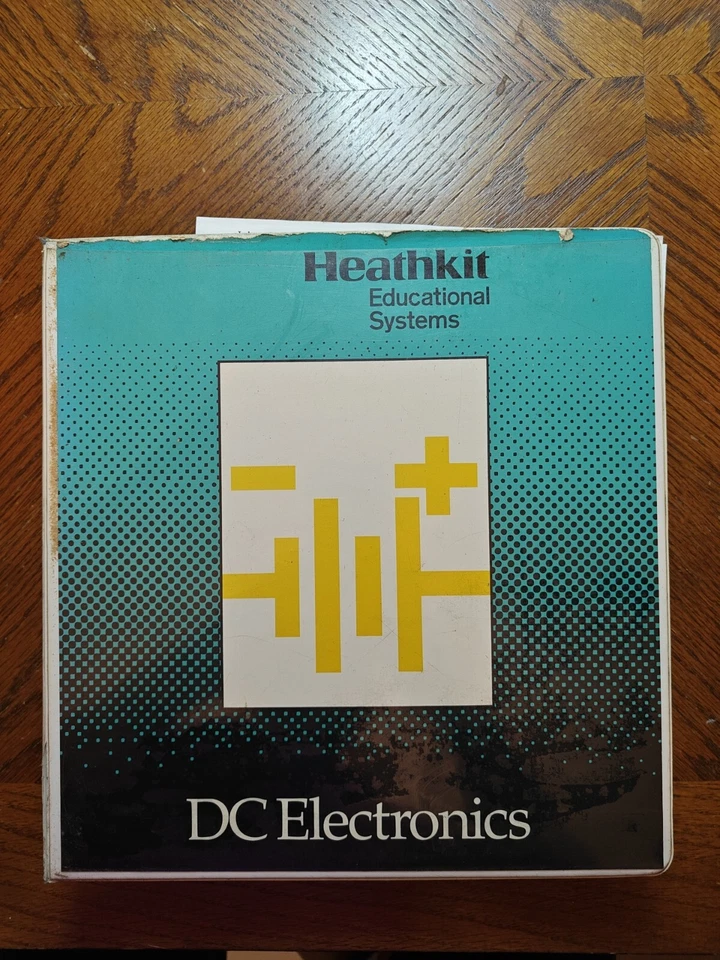 Heathkit
Educational
Systems
DC Electronics